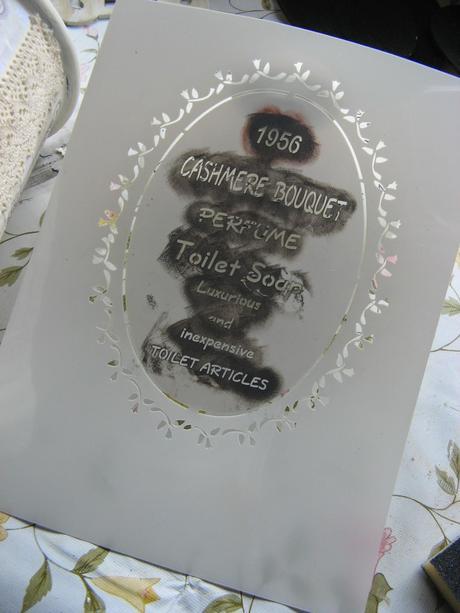 1956
CASHMERE BOUQUET
PERFUME
Toilet Soap
Luxurious
and
inexpensive
TOILET ARTICLES